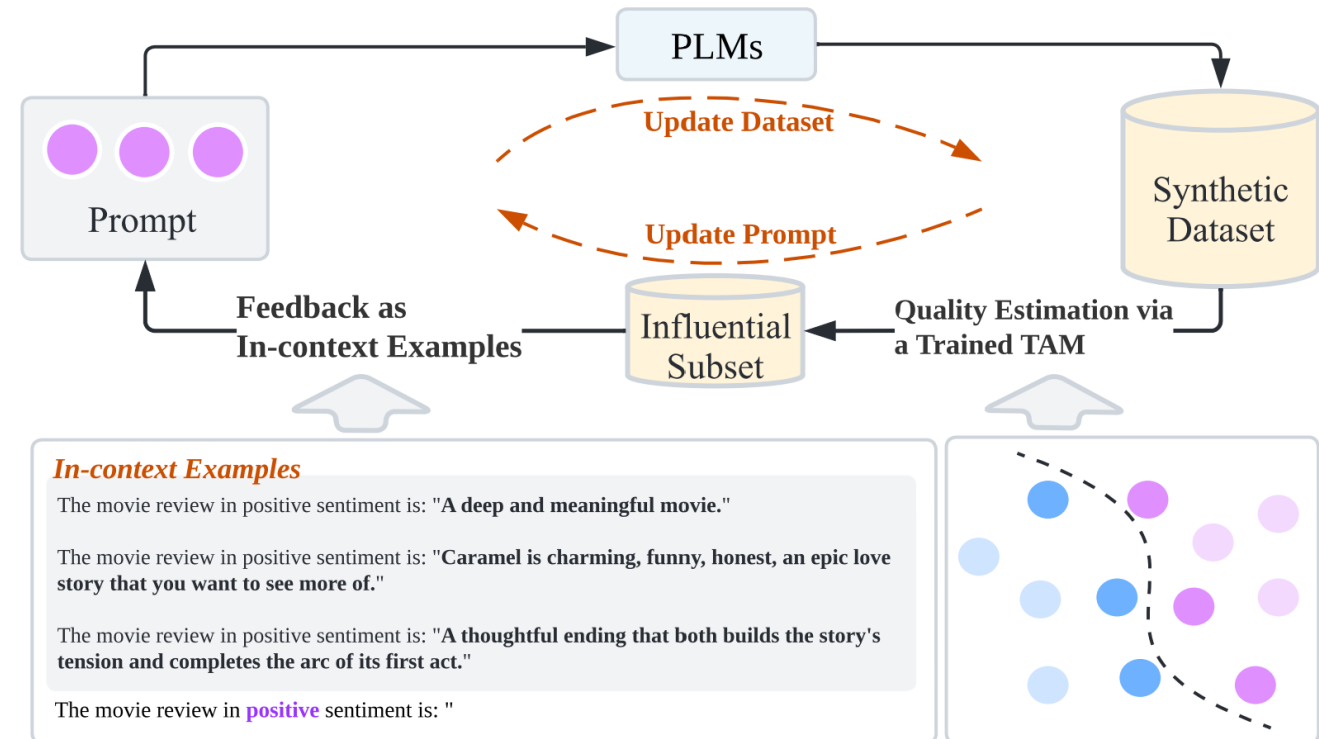 PLMs
Update Dataset
Prompt
Synthetic
Dataset
Update Prompt
Feedback as
In-context Examples
Influential
Subset
Quality Estimation via
a Trained TAM
In-context Examples
The movie review in positive sentiment is: "A deep and meaningful movie."
The movie review in positive sentiment is: "Caramel is charming, funny, honest, an epic love
story that you want to see more of."
The movie review in positive sentiment is: "A thoughtful ending that both builds the story's
tension and completes the arc of its first act."
The movie review in positive sentiment is: "